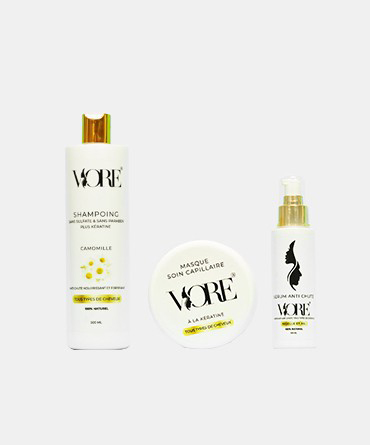 VORE®
SHAMPOING
SANS SULFATE & SANS PARABEN
PLUS KÉRATINE
CAMOMILLE
TOUS TYPES DE CHEVEUX
100% NATUREL
MASQUE
SOIN CAPILLAIRE
VORE®
A LA KÉRATINE
TOUS TYPES DE CHEVEUX
SÉRUM ANTI CHUTE
VORE®
100% NATUREL